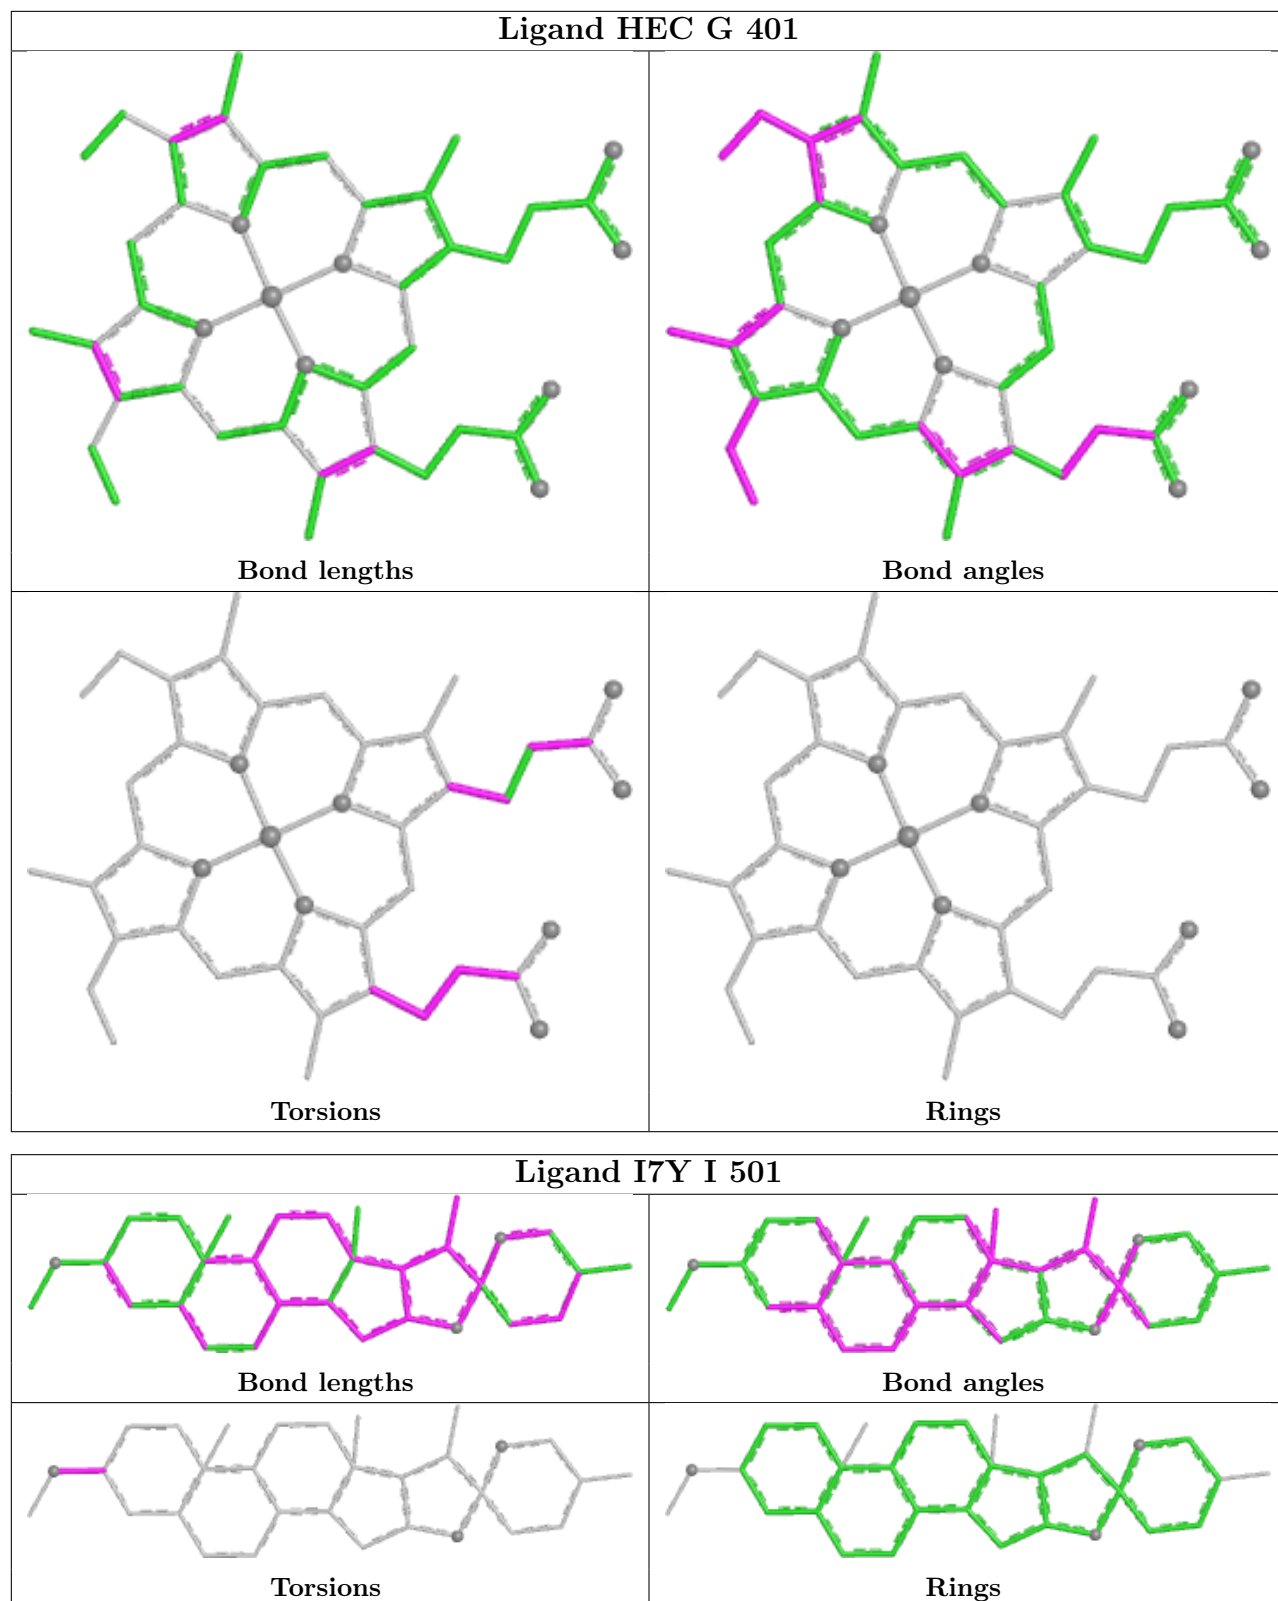 Ligand HEC G 401
Bond lengths
Bond angles
Torsions
Rings
Ligand I7Y I 501
Bond lengths
Bond angles
Torsions
Rings